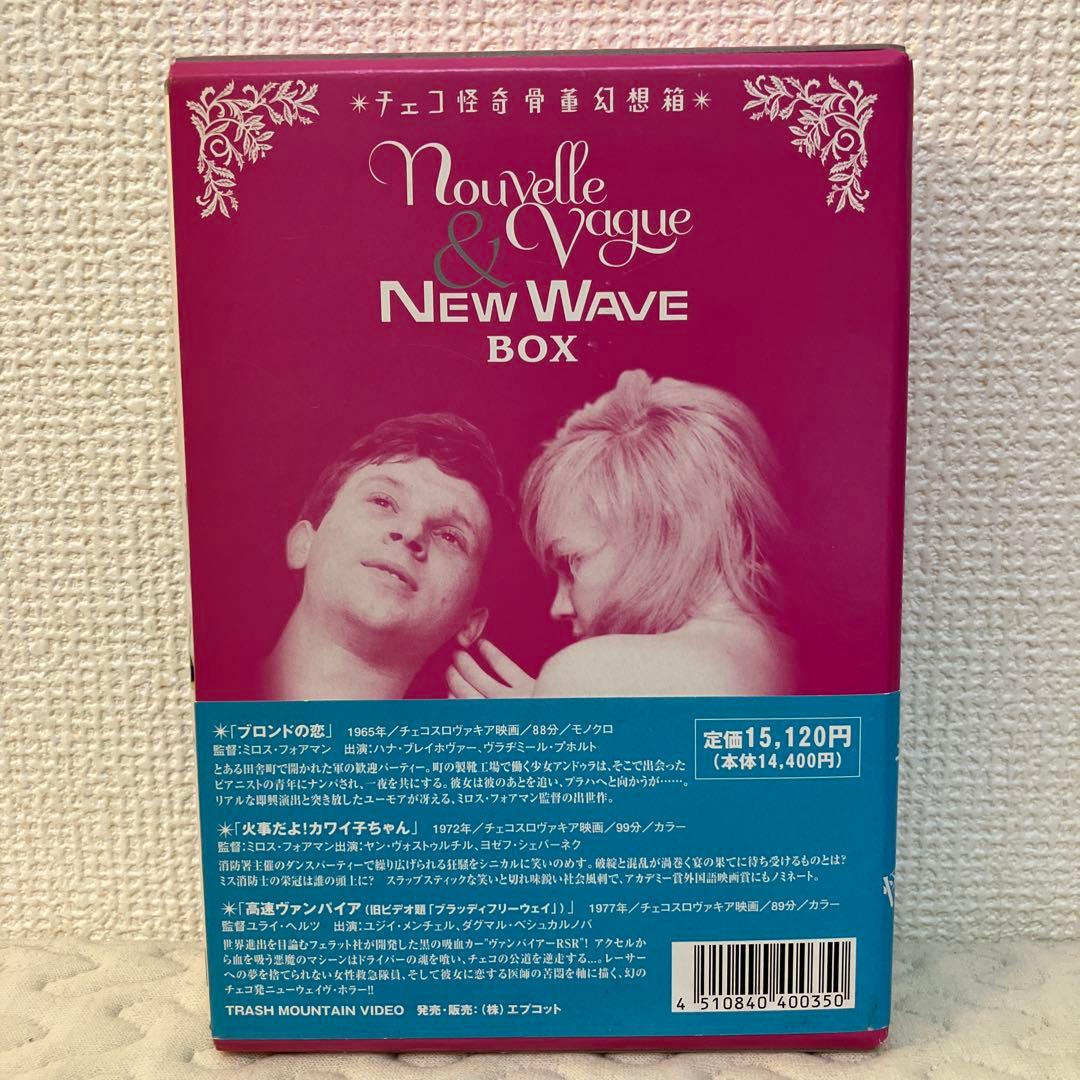 ✴チェコ怪奇骨董幻想箱✴
Nouvelle
& Vague
NEW WAVE
BOX
✴「ブロンドの恋」 1965年／チェコスロヴァキア映画／88分／モノクロ
監督：ミロス・フォアマン 出演：ハナ・ブレイホヴァー、ヴラヂミール・プホルト
とある田舎町で開かれた軍の歓迎パーティー。町の製靴工場で働く少女アンドゥラは、そこで出会った
ピアニストの青年にナンパされ、一夜を共にする。彼女は彼のあとを追い、プラハへと向かうが……。
リアルな即興演出と突き放したユーモアが冴える、ミロス・フォアマン監督の出世作。
定価15,120円
（本体14,400円）
✴「火事だよ！カワイ子ちゃん」 1972年／チェコスロヴァキア映画／99分／カラー
監督：ミロス・フォアマン出演：ヤン・ヴォストゥルチル、ヨゼフ・シェバーネク
消防署主催のダンスパーティーで繰り広げられる狂騒をシニカルに笑いのめす。破綻と混乱が渦巻く宴の果てに待ち受けるものとは？
ミス消防士の栄冠は誰の頭上に？ スラップスティックな笑いと切れ味鋭い社会風刺で、アカデミー賞外国語映画賞にもノミネート。
✴「高速ヴァンパイア（旧ビデオ題「ブラッディフリーウェイ」）」 1977年／チェコスロヴァキア映画／89分／カラー
監督ユライ・ヘルツ 出演：ユジイ・メンチェル、ダグマル・ベシュカルノバ
世界進出を目論むフェラット社が開発した黒の吸血カー“ヴァンパイアーRSR”！ アクセルか
ら血を吸う悪魔のマシーンはドライバーの魂を喰い、チェコの公道を逆走する…。レーサー
への夢を捨てられない女性救急隊員、そして彼女に恋する医師の苦悶を軸に描く、幻の
チェコ発ニューウェイヴ・ホラー!!
TRASH MOUNTAIN VIDEO 発売・販売：（株）エプコット
4 510840 400350